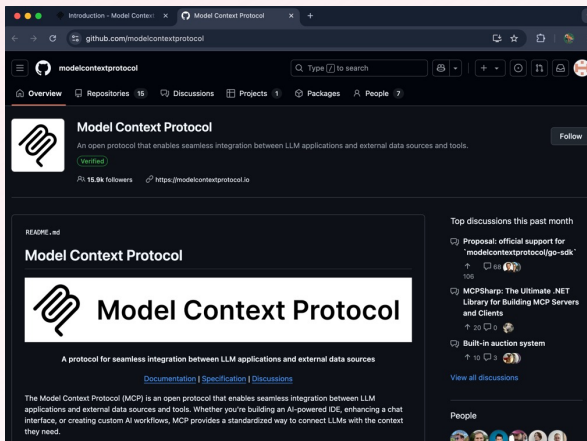 Introduction - Model Context
Model Context Protocol
github.com/modelcontextprotocol
modelcontextprotocol
Type / to search
Overview
Repositories 15
Discussions
Projects 1
Packages
People 7
Model Context Protocol
An open protocol that enables seamless integration between LLM applications and external data sources and tools.
Verified
15.9k followers
https://modelcontextprotocol.io
Follow
README.md
Model Context Protocol
Model Context Protocol
A protocol for seamless integration between LLM applications and external data sources
Documentation | Specification | Discussions
The Model Context Protocol (MCP) is an open protocol that enables seamless integration between LLM
applications and external data sources and tools. Whether you're building an AI-powered IDE, enhancing a chat
interface, or creating custom AI workflows, MCP provides a standardized way to connect LLMs with the context
they need.
Top discussions this past month
Proposal: official support for
`modelcontextprotocol/go-sdk`
↑ 68
106
MCPSharp: The Ultimate .NET
Library for Building MCP Servers
and Clients
↑ 20 0
Built-in auction system
↑ 10 3
View all discussions
People